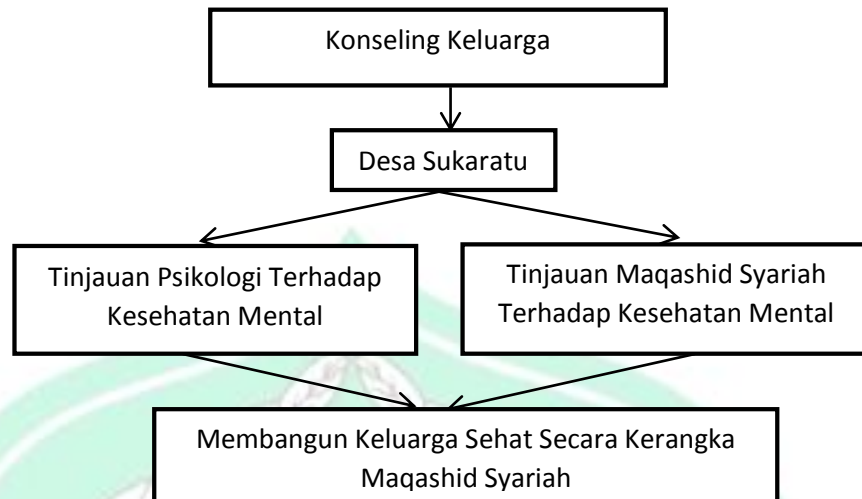 Konseling Keluarga
Desa Sukaratu
Tinjauan Psikologi Terhadap
Kesehatan Mental
Tinjauan Maqashid Syariah
Terhadap Kesehatan Mental
Membangun Keluarga Sehat Secara Kerangka
Maqashid Syariah